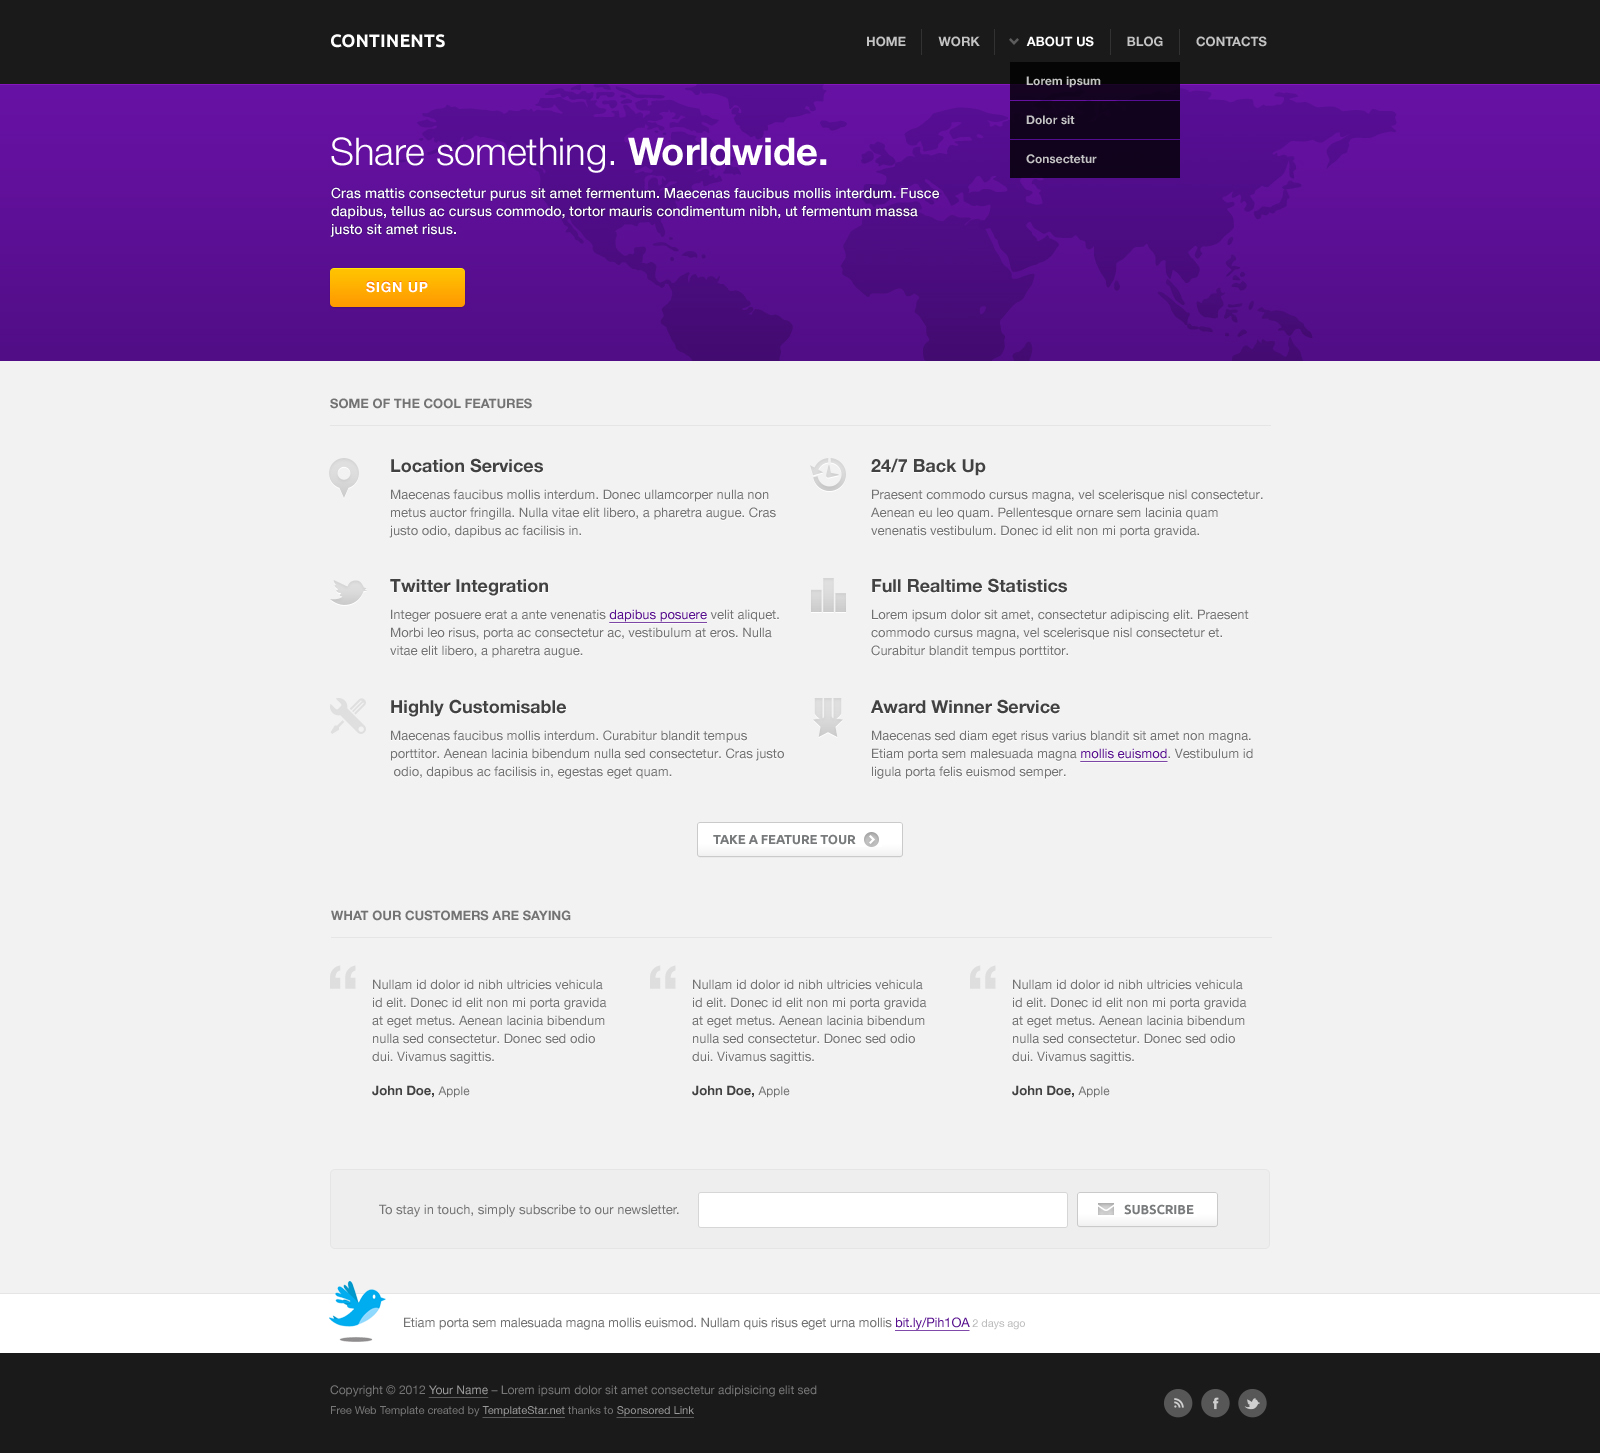 CONTINENTS
HOME
WORK
ABOUT US
BLOG
CONTACTS
Lorem ipsum
Dolor sit
Consectetur
Share something. Worldwide.
Cras mattis consectetur purus sit amet fermentum. Maecenas faucibus mollis interdum. Fusce
dapibus, tellus ac cursus commodo, tortor mauris condimentum nibh, ut fermentum massa
justo sit amet risus.
SIGN UP
SOME OF THE COOL FEATURES
Location Services
Maecenas faucibus mollis interdum. Donec ullamcorper nulla non
metus auctor fringilla. Nulla vitae elit libero, a pharetra augue. Cras
justo odio, dapibus ac facilisis in.
24/7 Back Up
Praesent commodo cursus magna, vel scelerisque nisl consectetur.
Aenean eu leo quam. Pellentesque ornare sem lacinia quam
venenatis vestibulum. Donec id elit non mi porta gravida.
Twitter Integration
Integer posuere erat a ante venenatis dapibus posuere velit aliquet.
Morbi leo risus, porta ac consectetur ac, vestibulum at eros. Nulla
vitae elit libero, a pharetra augue.
Full Realtime Statistics
Lorem ipsum dolor sit amet, consectetur adipiscing elit. Praesent
commodo cursus magna, vel scelerisque nisl consectetur et.
Curabitur blandit tempus porttitor.
Highly Customisable
Maecenas faucibus mollis interdum. Curabitur blandit tempus
porttitor. Aenean lacinia bibendum nulla sed consectetur. Cras justo
odio, dapibus ac facilisis in, egestas eget quam.
Award Winner Service
Maecenas sed diam eget risus varius blandit sit amet non magna.
Etiam porta sem malesuada magna mollis euismod. Vestibulum id
ligula porta felis euismod semper.
TAKE A FEATURE TOUR
WHAT OUR CUSTOMERS ARE SAYING
Nullam id dolor id nibh ultricies vehicula
id elit. Donec id elit non mi porta gravida
at eget metus. Aenean lacinia bibendum
nulla sed consectetur. Donec sed odio
dui. Vivamus sagittis.
John Doe, Apple
Nullam id dolor id nibh ultricies vehicula
id elit. Donec id elit non mi porta gravida
at eget metus. Aenean lacinia bibendum
nulla sed consectetur. Donec sed odio
dui. Vivamus sagittis.
John Doe, Apple
Nullam id dolor id nibh ultricies vehicula
id elit. Donec id elit non mi porta gravida
at eget metus. Aenean lacinia bibendum
nulla sed consectetur. Donec sed odio
dui. Vivamus sagittis.
John Doe, Apple
To stay in touch, simply subscribe to our newsletter.
SUBSCRIBE
Etiam porta sem malesuada magna mollis euismod. Nullam quis risus eget urna mollis bit.ly/Pih1OA 2 days ago
Copyright © 2012 Your Name – Lorem ipsum dolor sit amet consectetur adipisicing elit sed
Free Web Template created by TemplateStar.net thanks to Sponsored Link